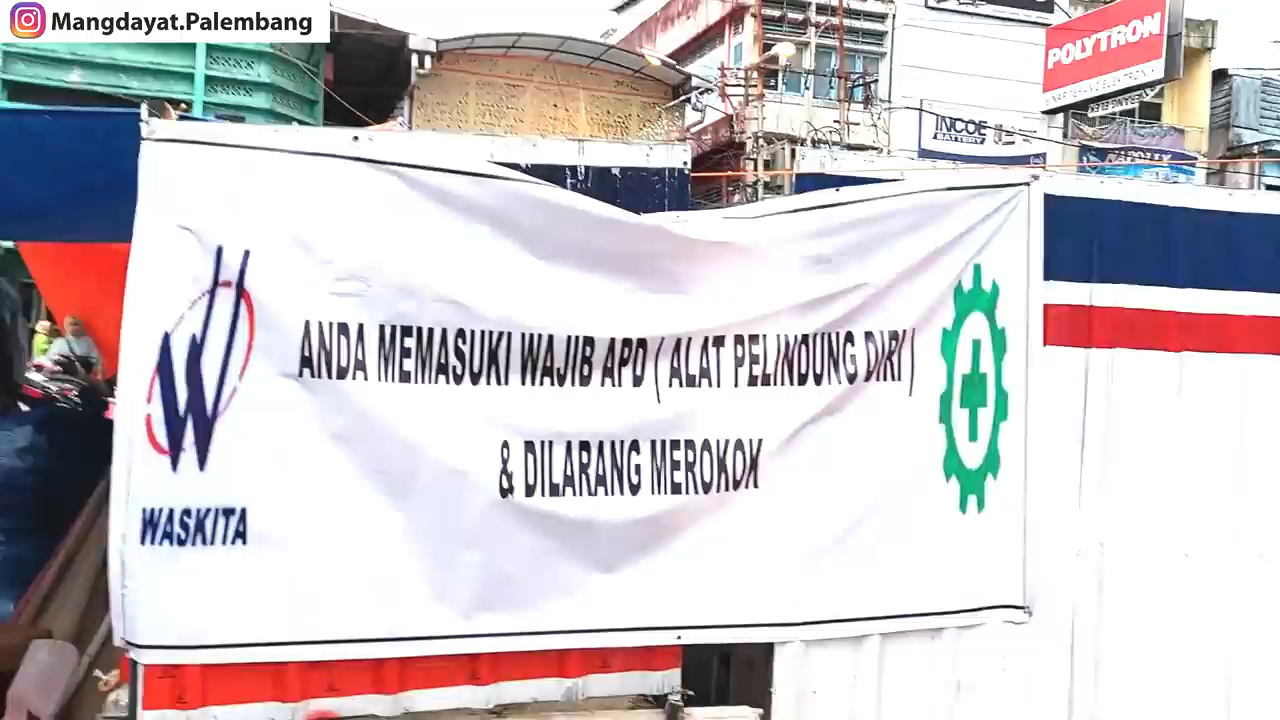 Mangdayat.Palembang
POLYTRON
INCOE
BATTERY
ANDA MEMASUKI WAJIB APD ( ALAT PELINDUNG DIRI )
& DILARANG MEROKOK
WASKITA